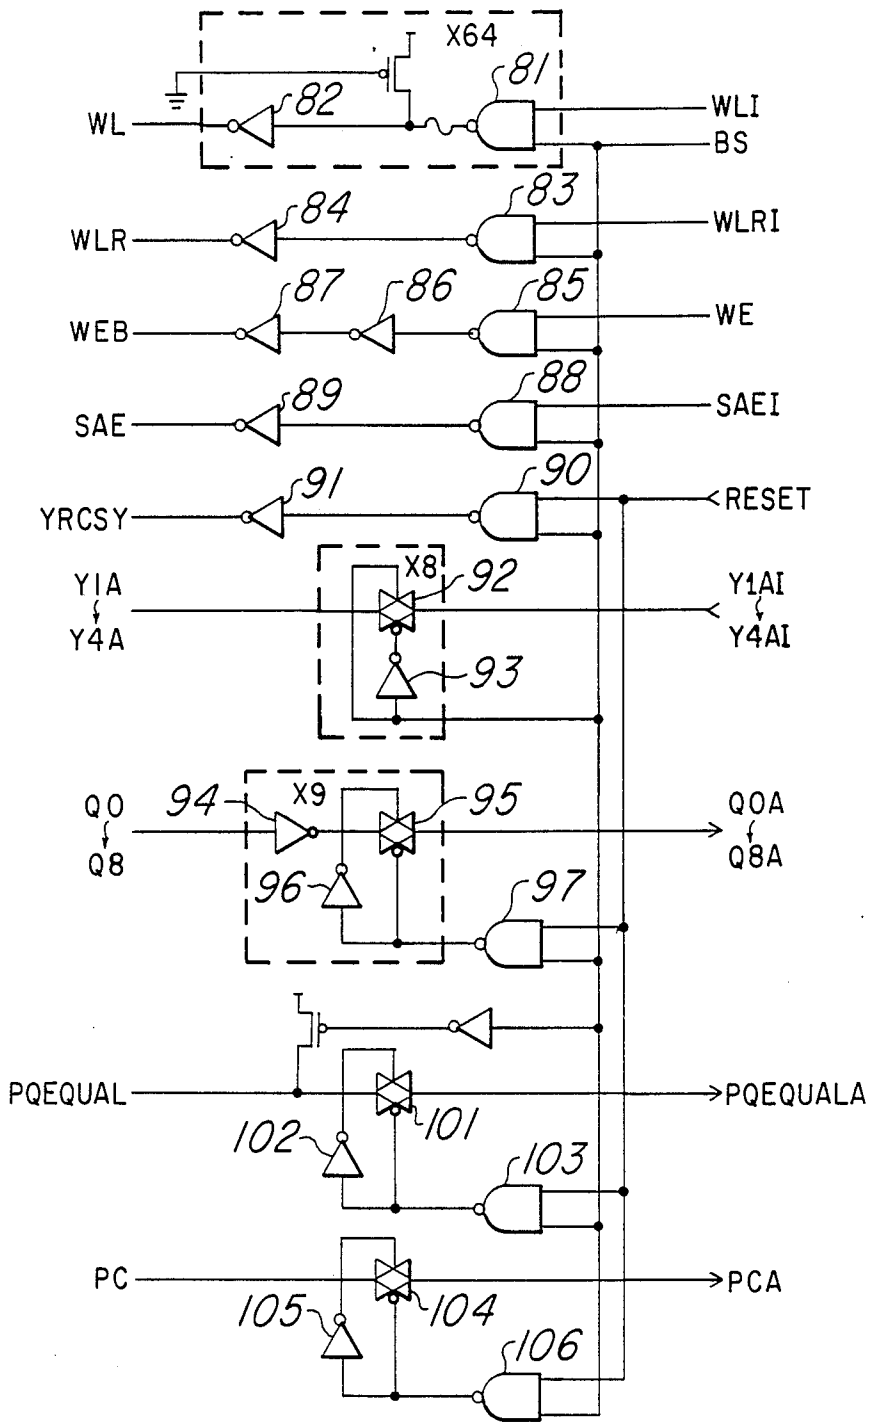 X64
81
82
WL
WLI
BS
83
84
WLR
WLRI
87
86
85
WEB
WE
89
88
SAE
SAEI
91
90
YRCSY
RESET
X8
92
Y1A
Y4A
Y1AI
Y4AI
93
94
X9
95
Q0
Q8
Q0A
Q8A
96
97
PQEQUAL
PQEQUALA
101
102
103
PC
PCA
104
105
106